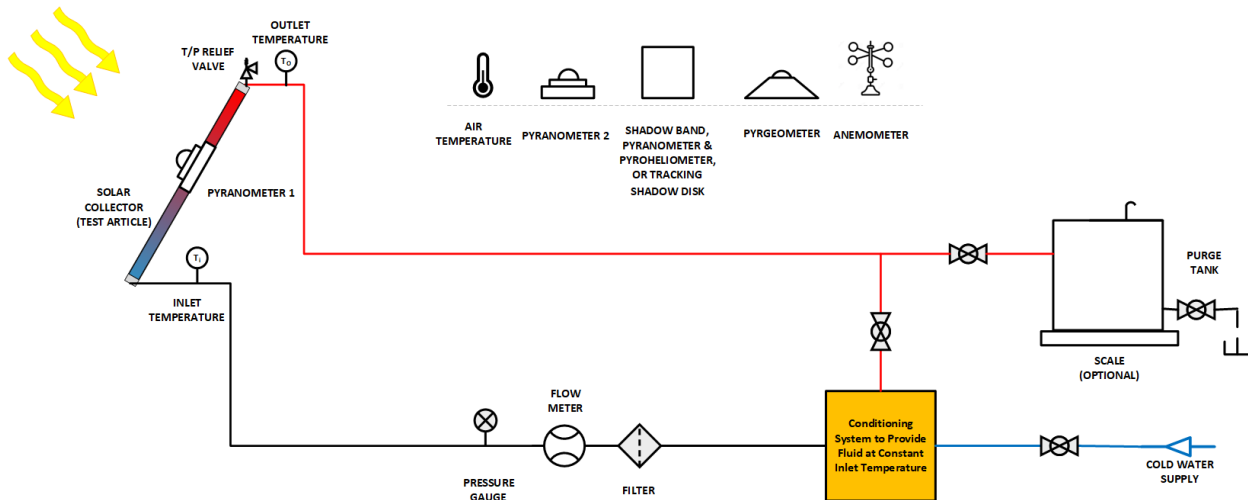 OUTLET
TEMPERATURE
T/P RELIEF
VALVE
TO
AIR
TEMPERATURE
PYRANOMETER 2
SHADOW BAND,
PYRANOMETER &
PYROHELIOMETER,
OR TRACKING
SHADOW DISK
PYRGEOMETER
ANEMOMETER
SOLAR
COLLECTOR
(TEST ARTICLE)
PYRANOMETER 1
TI
INLET
TEMPERATURE
PURGE
TANK
SCALE
(OPTIONAL)
FLOW
METER
PRESSURE
GAUGE
FILTER
Conditioning
System to Provide
Fluid at Constant
Inlet Temperature
COLD WATER
SUPPLY